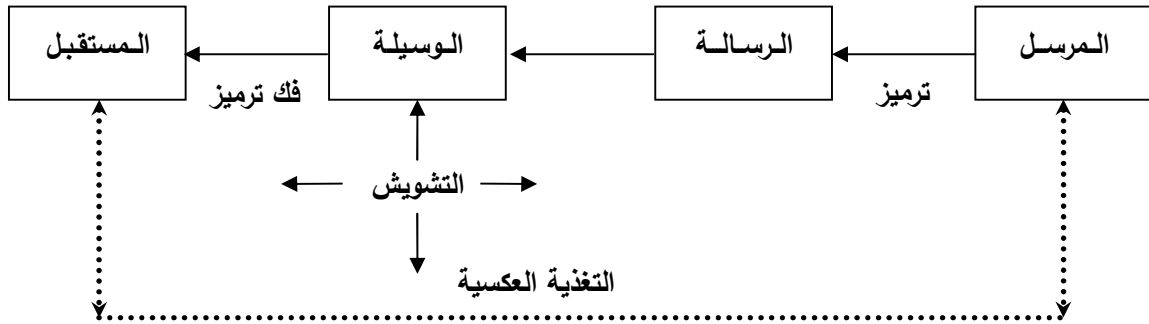 المرسل
الرسالة
الوسيلة
المستقبل
ترميز
فك ترميز
التشويش
التغذية العكسية